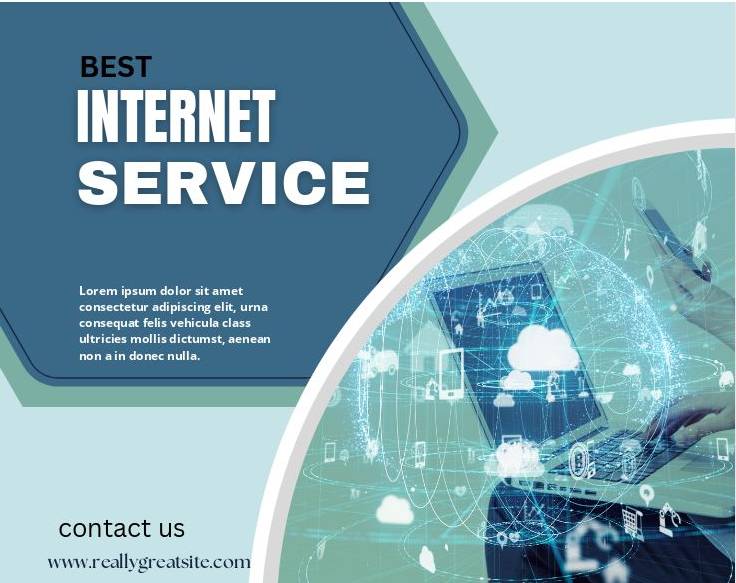 BEST
INTERNET
SERVICE
Lorem ipsum dolor sit amet
consectetur adipiscing elit, urna
consequat felis vehicula class
ultricies mollis dictumst, aenean
non a in donec nulla.
contact us
www.reallygreatsite.com